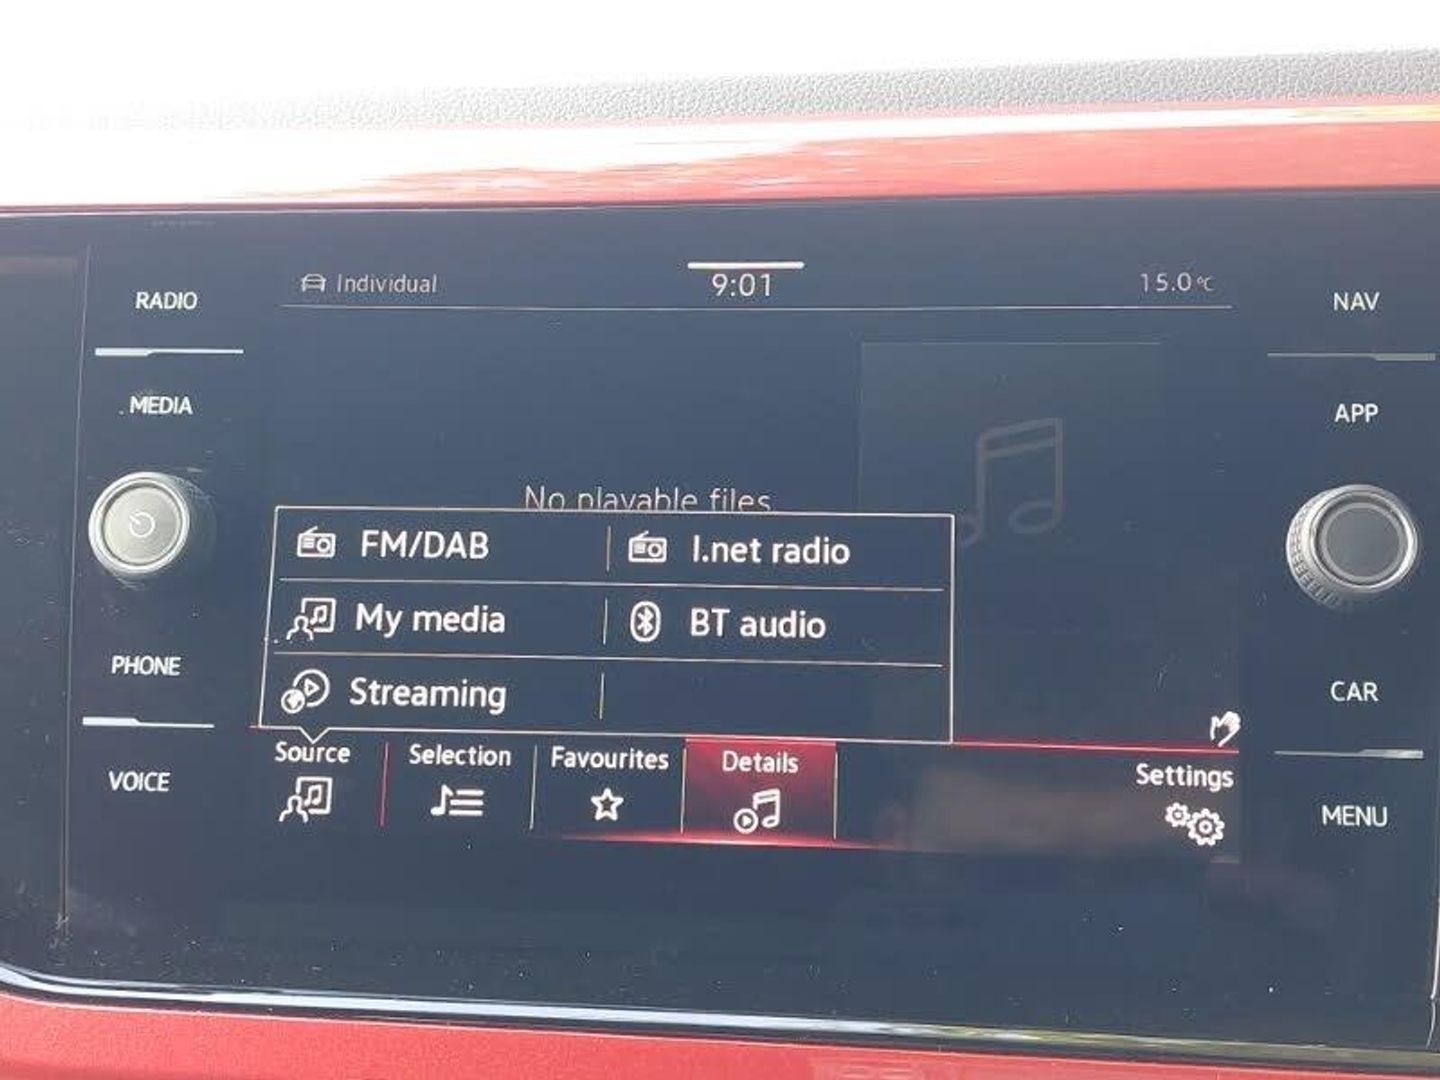 RADIO
MEDIA
PHONE
VOICE
Individual
9:01
15.0°C
No playable files
FM/DAB
I.net radio
My media
BT audio
Streaming
Source
Selection
Favourites
Details
Settings
NAV
APP
CAR
MENU